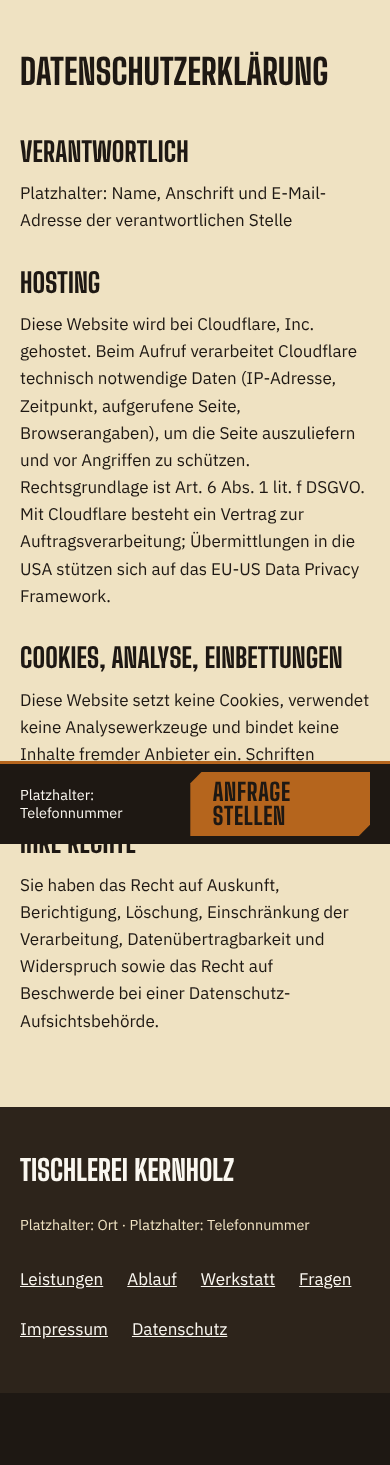 DATENSCHUTZERKLÄRUNG
VERANTWORTLICH
Platzhalter: Name, Anschrift und E-Mail-
Adresse der verantwortlichen Stelle
HOSTING
Diese Website wird bei Cloudflare, Inc.
gehostet. Beim Aufruf verarbeitet Cloudflare
technisch notwendige Daten (IP-Adresse,
Zeitpunkt, aufgerufene Seite,
Browserangaben), um die Seite auszuliefern
und vor Angriffen zu schützen.
Rechtsgrundlage ist Art. 6 Abs. 1 lit. f DSGVO.
Mit Cloudflare besteht ein Vertrag zur
Auftragsverarbeitung; Übermittlungen in die
USA stützen sich auf das EU-US Data Privacy
Framework.
COOKIES, ANALYSE, EINBETTUNGEN
Diese Website setzt keine Cookies, verwendet
keine Analysewerkzeuge und bindet keine
Inhalte fremder Anbieter ein. Schriften
Platzhalter:
Telefonnummer
ANFRAGE
STELLEN
IHRE RECHTE
Sie haben das Recht auf Auskunft,
Berichtigung, Löschung, Einschränkung der
Verarbeitung, Datenübertragbarkeit und
Widerspruch sowie das Recht auf
Beschwerde bei einer Datenschutz-
Aufsichtsbehörde.
TISCHLEREI KERNHOLZ
Platzhalter: Ort · Platzhalter: Telefonnummer
Leistungen Ablauf Werkstatt Fragen
Impressum Datenschutz